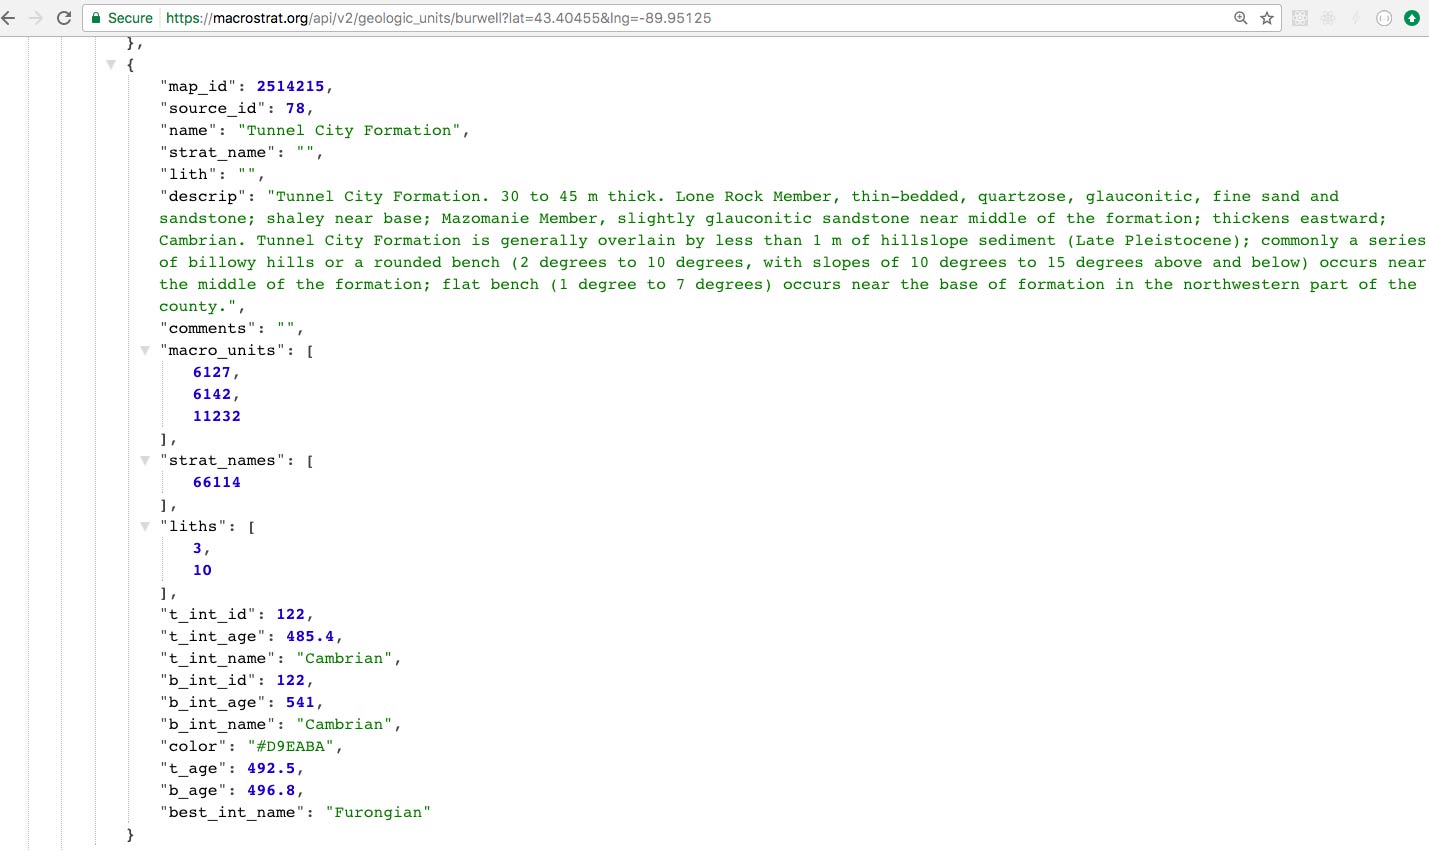 Secure https://macrostrat.org/api/v2/geologic_units/burwell?lat=43.40455&lng=-89.95125
},
{
"map_id": 2514215,
"source_id": 78,
"name": "Tunnel City Formation",
"strat_name": "",
"lith": "",
"descrip": "Tunnel City Formation. 30 to 45 m thick. Lone Rock Member, thin-bedded, quartzose, glauconitic, fine sand and
sandstone; shaley near base; Mazomanie Member, slightly glauconitic sandstone near middle of the formation; thickens eastward;
Cambrian. Tunnel City Formation is generally overlain by less than 1 m of hillslope sediment (Late Pleistocene); commonly a series
of billowy hills or a rounded bench (2 degrees to 10 degrees, with slopes of 10 degrees to 15 degrees above and below) occurs near
the middle of the formation; flat bench (1 degree to 7 degrees) occurs near the base of formation in the northwestern part of the
county.",
"comments": "",
"macro_units": [
6127,
6142,
11232
],
"strat_names": [
66114
],
"liths": [
3,
10
],
"t_int_id": 122,
"t_int_age": 485.4,
"t_int_name": "Cambrian",
"b_int_id": 122,
"b_int_age": 541,
"b_int_name": "Cambrian",
"color": "#D9EABA",
"t_age": 492.5,
"b_age": 496.8,
"best_int_name": "Furongian"
}